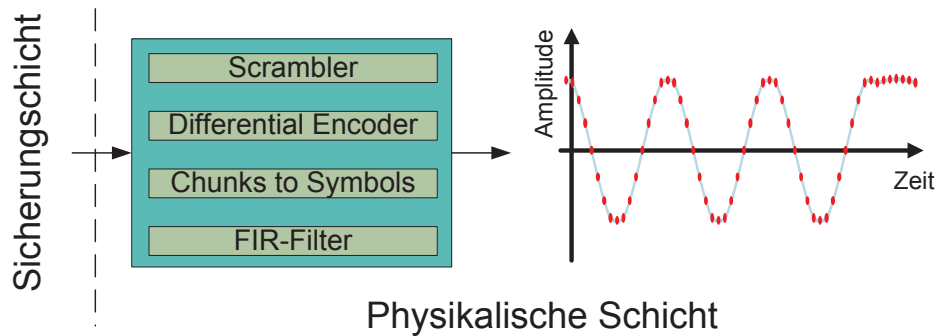 Sicherungschicht
Scrambler
Differential Encoder
Chunks to Symbols
FIR-Filter
Amplitude
Zeit
Physikalische Schicht